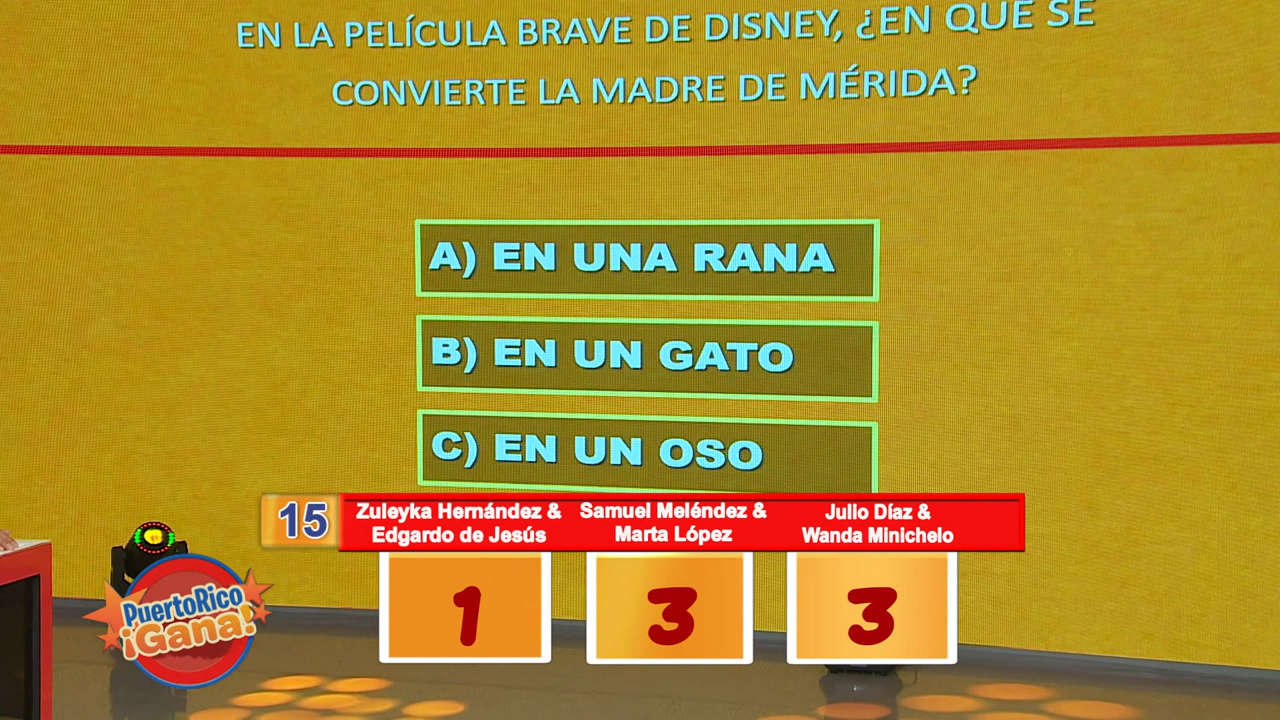 EN LA PELÍCULA BRAVE DE DISNEY, ¿EN QUÉ SE
CONVIERTE LA MADRE DE MÉRIDA?
A) EN UNA RANA
B) EN UN GATO
C) EN UN OSO
15
Zuleyka Hernández &
Edgardo de Jesús
Samuel Meléndez &
Marta López
Julio Díaz &
Wanda Minichelo
1
3
3
PuertoRico
¡Gana!